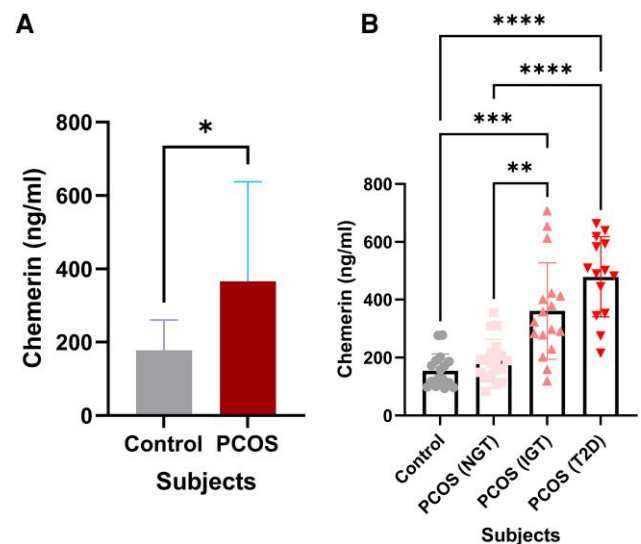 A
Chemerin (ng/ml)
800
600
400
200
0
*
Control PCOS
Subjects
B
Chemerin (ng/ml)
800
600
400
200
0
****
****
***
**
Control
PCOS (NGT)
PCOS (IGT)
PCOS (T2D)
Subjects